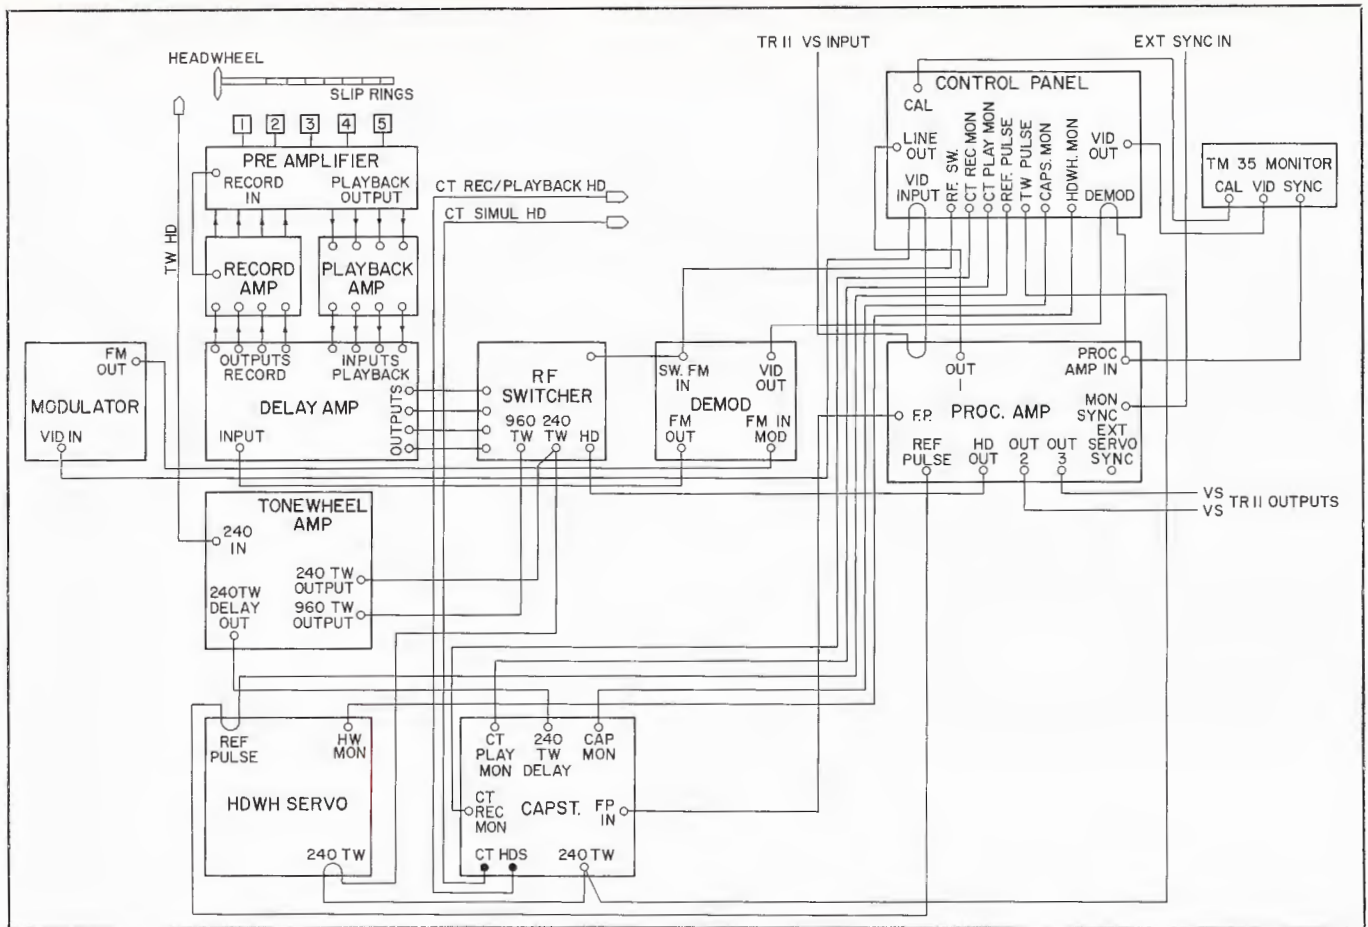 TR II VS INPUT
EXT SYNC IN
HEADWHEEL
SLIP RINGS
1 2 3 4 5
PRE AMPLIFIER
RECORD
IN
PLAYBACK
OUTPUT
TW HD
RECORD
AMP
PLAYBACK
AMP
CT REC/PLAYBACK HD
CT SIMUL HD
CONTROL PANEL
CAL
LINE
OUT
VID
INPUT
RF. SW.
CT REC MON
CT PLAY MON
REF. PULSE
TW PULSE
CAPS. MON
HDWH. MON
VID
OUT
DEMOD
TM 35 MONITOR
CAL VID SYNC
FM
OUT
MODULATOR
VID IN
OUTPUTS
RECORD
INPUTS
PLAYBACK
DELAY AMP
INPUT
OUTPUTS
OUTPUTS
RF
SWITCHER
960
TW
240
TW
HD
SW. FM
IN
VID
OUT
DEMOD
FM
OUT
FM IN
MOD
OUT
1
PROC
AMP IN
F.P.
PROC. AMP
MON
SYNC
EXT
SERVO
SYNC
REF
PULSE
HD
OUT
OUT
2
OUT
3
VS
VS
TR II OUTPUTS
TONEWHEEL
AMP
240
IN
240 TW
OUTPUT
240TW
DELAY
OUT
960 TW
OUTPUT
REF
PULSE
HW
MON
HDWH SERVO
240 TW
CT
PLAY
MON
240
TW
DELAY
CAP
MON
CT
REC
MON
CAPST.
FP
IN
CT HDS
240 TW